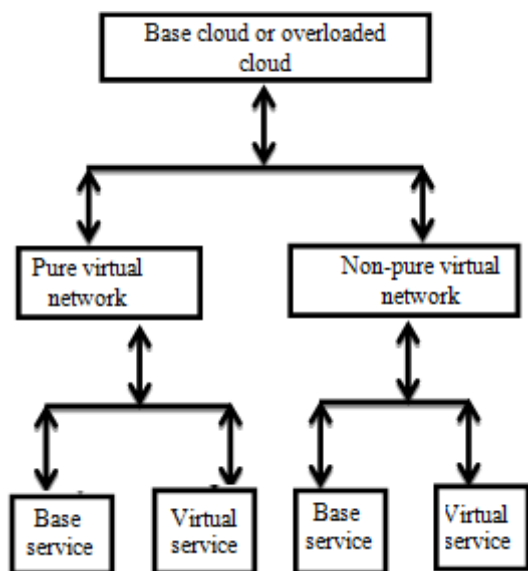 Base cloud or overloaded
cloud
Pure virtual
network
Non-pure virtual
network
Base
service
Virtual
service
Base
service
Virtual
service